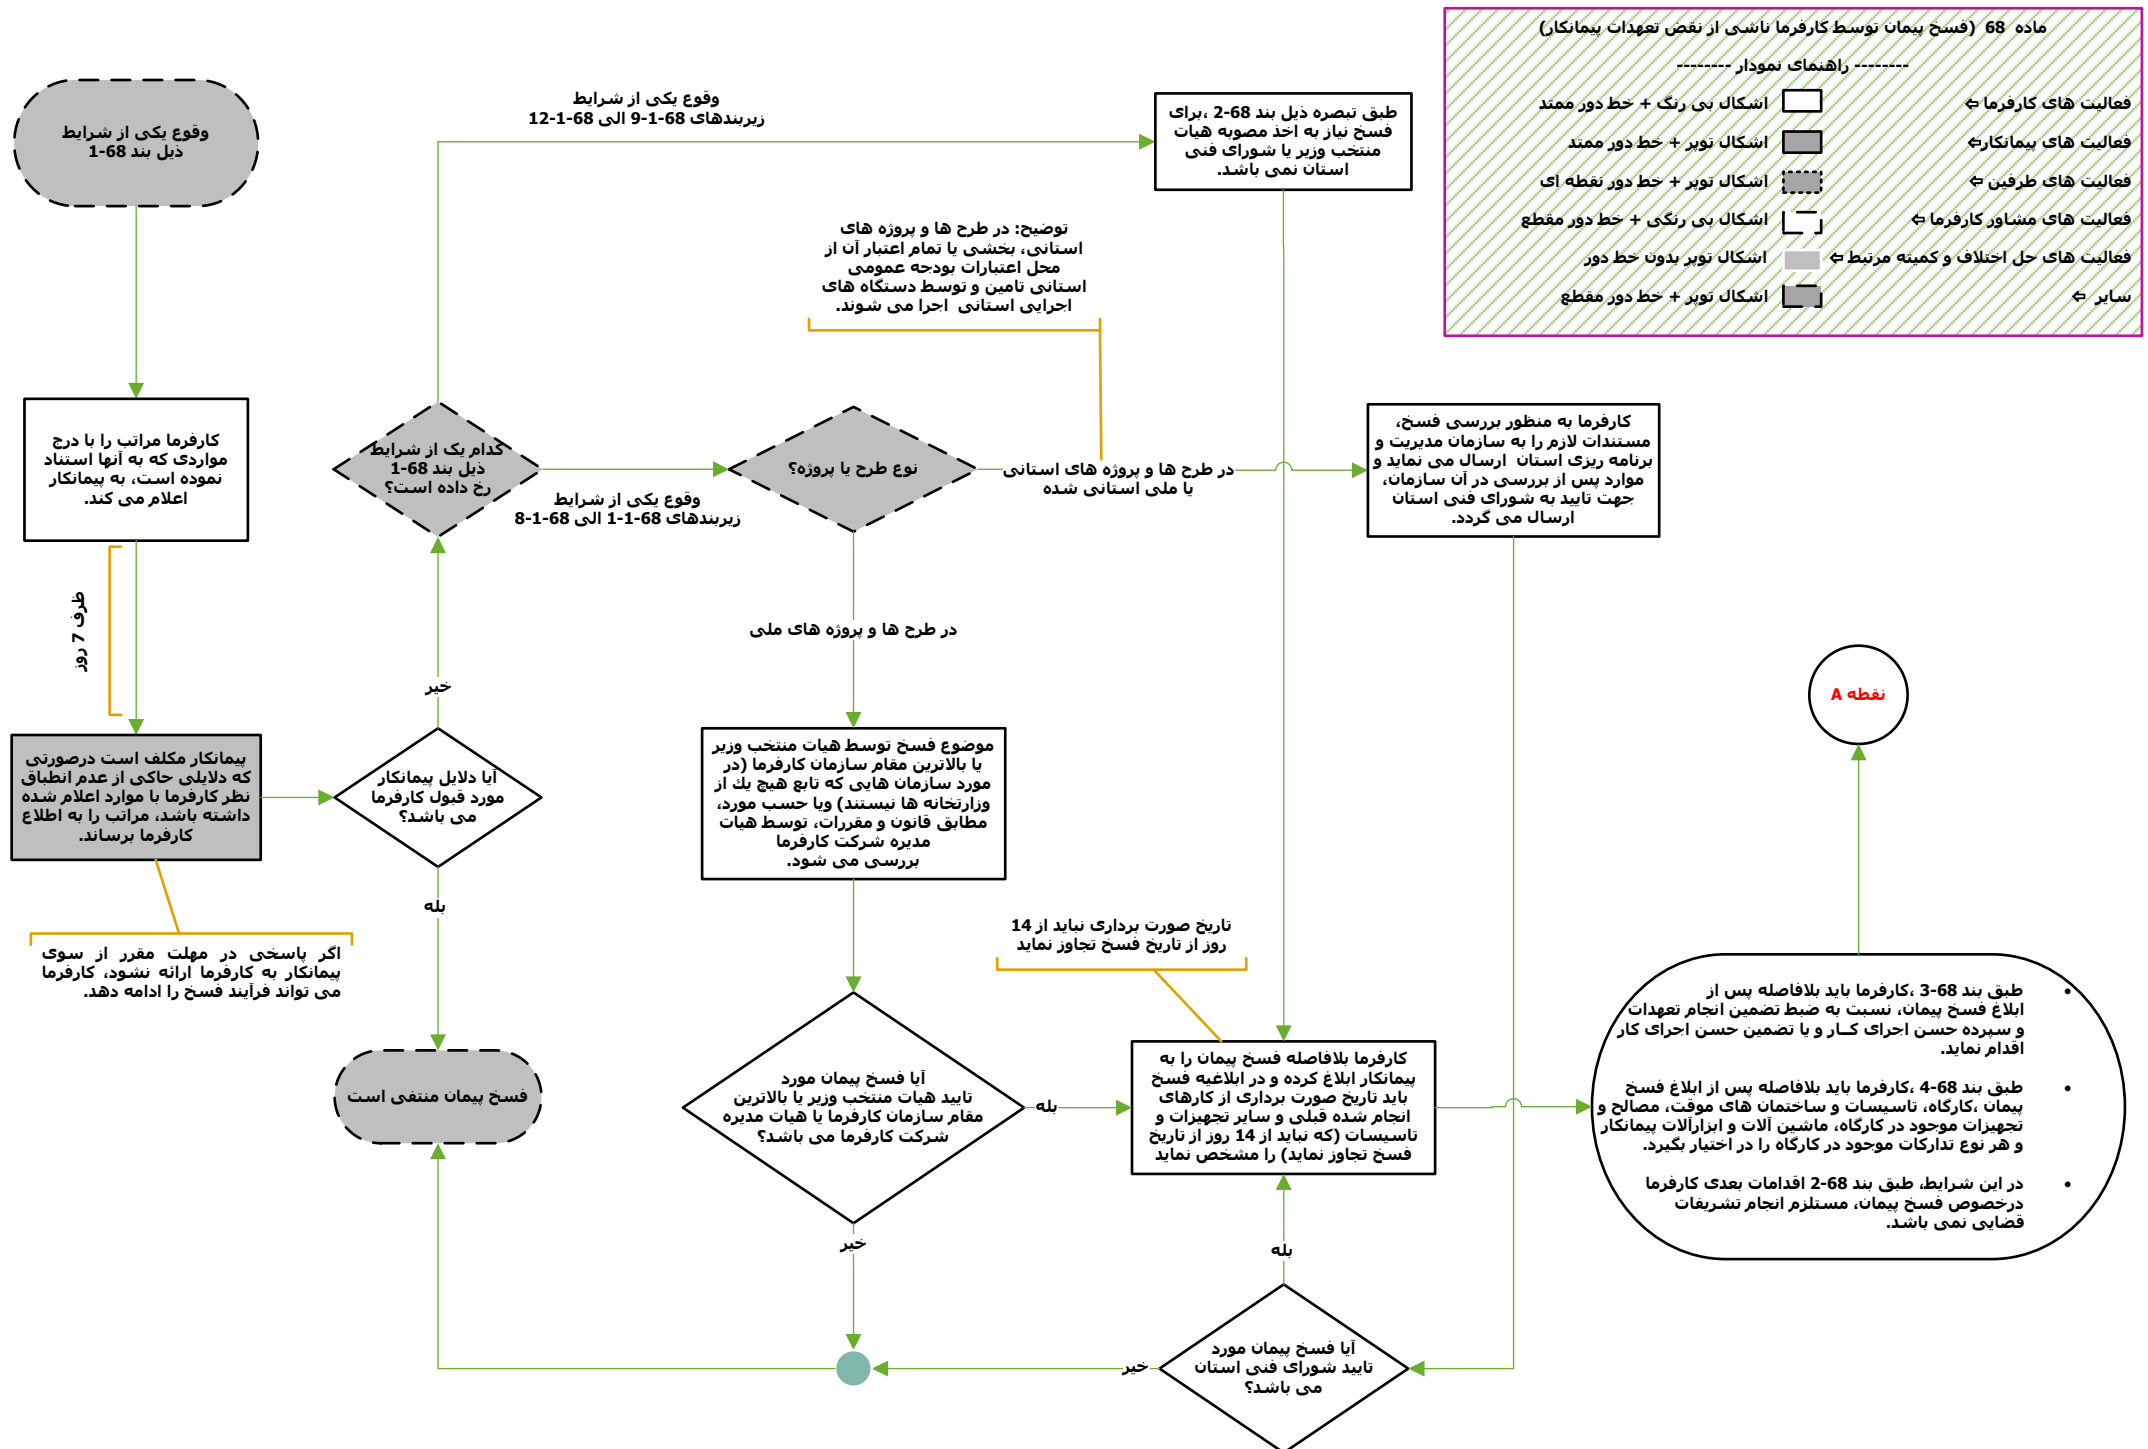 ماده 68 (فسخ پیمان توسط کارفرما ناشی از نقض تعهدات پیمانکار)
-------- راهنمای نمودار --------
فعالیت های کارفرما ⇦ اشکال بی رنگ + خط دور ممتد
فعالیت های پیمانکار⇦ اشکال توپر + خط دور ممتد
فعالیت های طرفین ⇦ اشکال توپر + خط دور نقطه ای
فعالیت های مشاور کارفرما ⇦ اشکال بی رنگی + خط دور مقطع
فعالیت های حل اختلاف و کمیته مرتبط ⇦ اشکال توپر بدون خط دور
سایر ⇦ اشکال توپر + خط دور مقطع
وقوع یکی از شرایط
ذیل بند 68-1
کارفرما مراتب را با درج
مواردی که به آنها استناد
نموده است، به پیمانکار
اعلام می کند.
ظرف 7 روز
پیمانکار مکلف است درصورتی
که دلایلی حاکی از عدم انطباق
نظر کارفرما با موارد اعلام شده
داشته باشد، مراتب را به اطلاع
کارفرما برساند.
اگر پاسخی در مهلت مقرر از سوی
پیمانکار به کارفرما ارائه نشود، کارفرما
می تواند فرآیند فسخ را ادامه دهد.
آیا دلایل پیمانکار
مورد قبول کارفرما
می باشد؟
خیر
بله
فسخ پیمان منتفی است
کدام یک از شرایط
ذیل بند 68-1
رخ داده است؟
وقوع یکی از شرایط
زیربندهای 68-1-9 الی 68-1-12
طبق تبصره ذیل بند 68-2 ،برای
فسخ نیاز به اخذ مصوبه هیات
منتخب وزیر یا شورای فنی
استان نمی باشد.
وقوع یکی از شرایط
زیربندهای 68-1-1 الی 68-1-8
نوع طرح یا پروژه؟
توضیح: در طرح ها و پروژه های
استانی، بخشی یا تمام اعتبار آن از
محل اعتبارات بودجه عمومی
استانی تامین و توسط دستگاه های
اجرایی استانی اجرا می شوند.
در طرح ها و پروژه های استانی
یا ملی استانی شده
کارفرما به منظور بررسی فسخ،
مستندات لازم را به سازمان مدیریت و
برنامه ریزی استان ارسال می نماید و
موارد پس از بررسی در آن سازمان،
جهت تایید به شورای فنی استان
ارسال می گردد.
در طرح ها و پروژه های ملی
موضوع فسخ توسط هیات منتخب وزیر
یا بالاترین مقام سازمان کارفرما (در
مورد سازمان هایی که تابع هیچ یك از
وزارتخانه ها نیستند) ویا حسب مورد،
مطابق قانون و مقررات، توسط هیات
مدیره شرکت کارفرما
بررسی می شود.
آیا فسخ پیمان مورد
تایید هیات منتخب وزیر یا بالاترین
مقام سازمان کارفرما یا هیات مدیره
شرکت کارفرما می باشد؟
بله
خیر
تاریخ صورت برداری نباید از 14
روز از تاریخ فسخ تجاوز نماید
کارفرما بلافاصله فسخ پیمان را به
پیمانکار ابلاغ کرده و در ابلاغیه فسخ
باید تاریخ صورت برداری از کارهای
انجام شده قبلی و سایر تجهیزات و
تاسیسات (که نباید از 14 روز از تاریخ
فسخ تجاوز نماید) را مشخص نماید
بله
آیا فسخ پیمان مورد
تایید شورای فنی استان
می باشد؟
خیر
نقطه A
• طبق بند 68-3 ،کارفرما باید بلافاصله پس از
ابلاغ فسخ پیمان، نسبت به ضبط تضمین انجام تعهدات
و سپرده حسن اجرای کــار و یا تضمین حسن اجرای کار
اقدام نماید.
• طبق بند 68-4 ،کارفرما باید بلافاصله پس از ابلاغ فسخ
پیمان ،کارگاه، تاسیسات و ساختمان های موقت، مصالح و
تجهیزات موجود در کارگاه، ماشین آلات و ابزارآلات پیمانکار
و هر نوع تدارکات موجود در کارگاه را در اختیار بگیرد.
• در این شرایط، طبق بند 68-2 اقدامات بعدی کارفرما
درخصوص فسخ پیمان، مستلزم انجام تشریفات
قضایی نمی باشد.